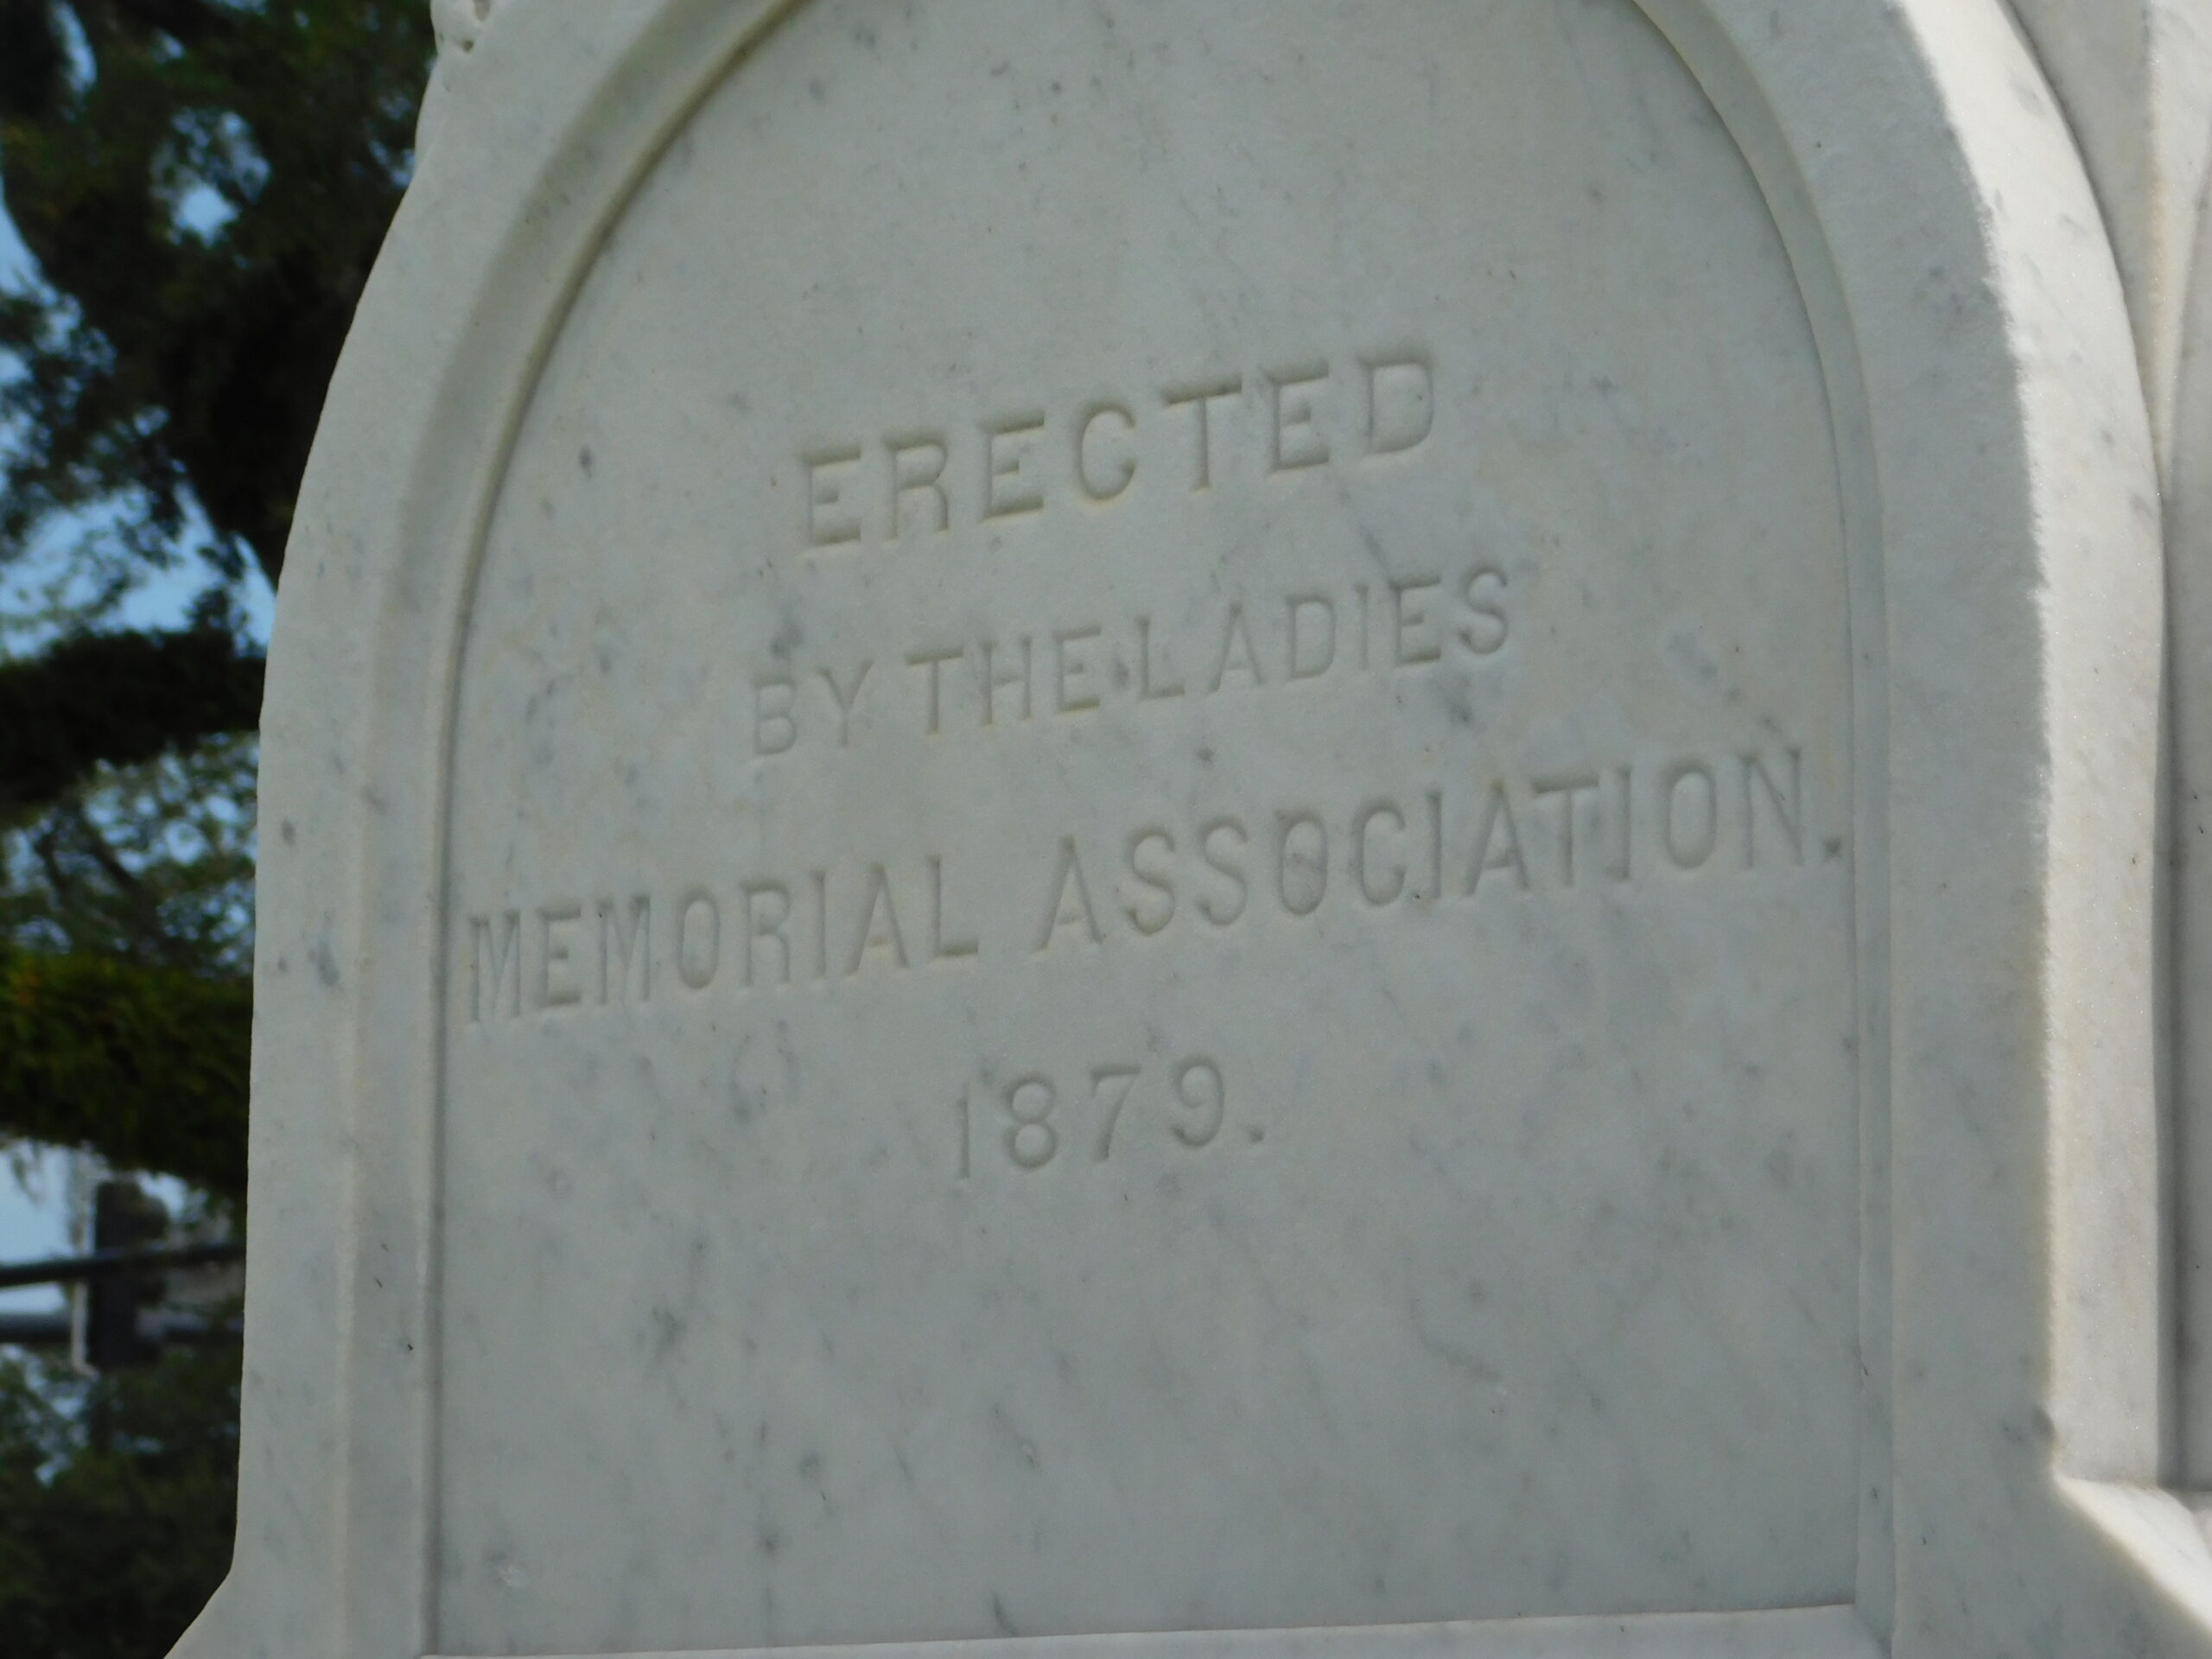 ERECTED
BY THE LADIES
MEMORIAL ASSOCIATION.
1879.